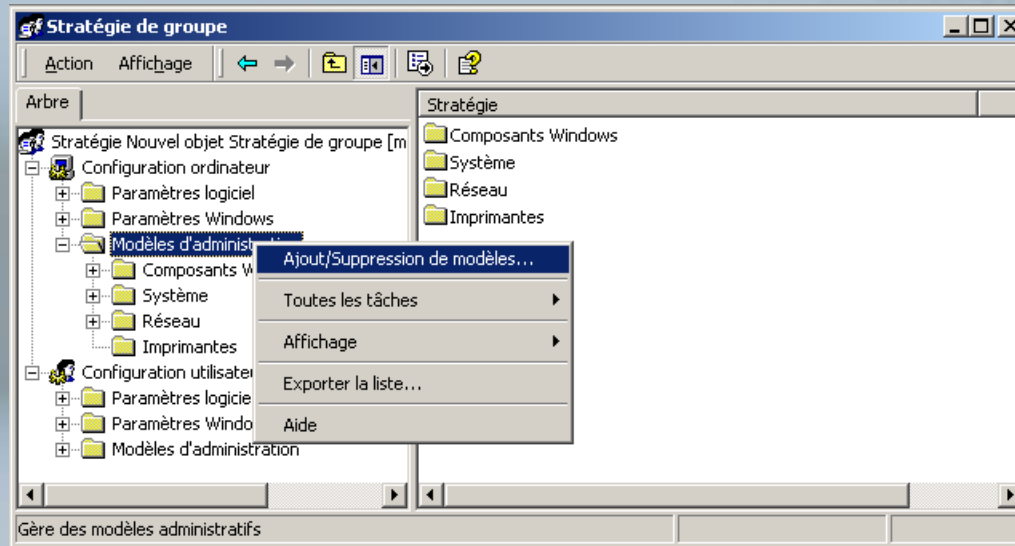 Stratégie de groupe
Action Affichage
Arbre
Stratégie
Stratégie Nouvel objet Stratégie de groupe [m
Configuration ordinateur
Paramètres logiciel
Paramètres Windows
Modèles d'administration
Composants W
Système
Réseau
Imprimantes
Configuration utilisateu
Paramètres logicie
Paramètres Windo
Modèles d'administration
Composants Windows
Système
Réseau
Imprimantes
Ajout/Suppression de modèles...
Toutes les tâches
Affichage
Exporter la liste...
Aide
Gère des modèles administratifs